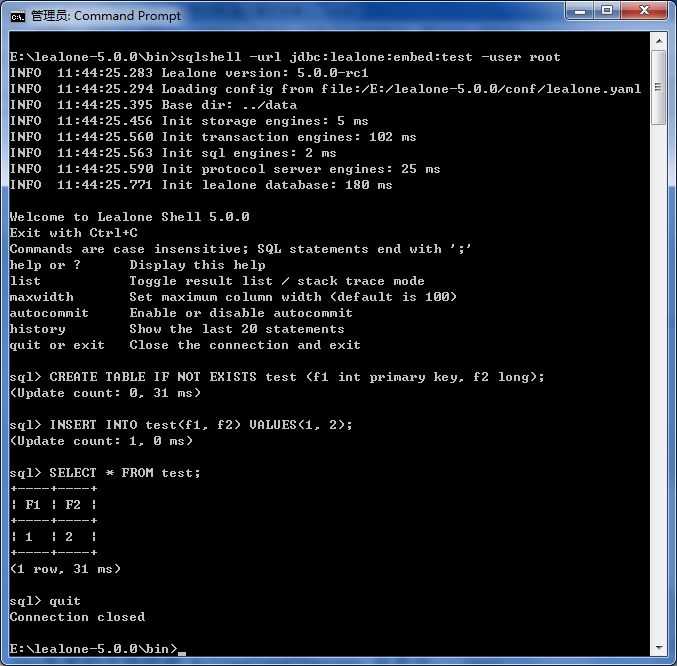 管理员: Command Prompt
E:\lealone-5.0.0\bin>sqlshell -url jdbc:lealone:embed:test -user root
INFO  11:44:25.283 Lealone version: 5.0.0-rc1
INFO  11:44:25.294 Loading config from file:/E:/lealone-5.0.0/conf/lealone.yaml
INFO  11:44:25.395 Base dir: ../data
INFO  11:44:25.456 Init storage engines: 5 ms
INFO  11:44:25.560 Init transaction engines: 102 ms
INFO  11:44:25.563 Init sql engines: 2 ms
INFO  11:44:25.590 Init protocol server engines: 25 ms
INFO  11:44:25.771 Init lealone database: 180 ms
Welcome to Lealone Shell 5.0.0
Exit with Ctrl+C
Commands are case insensitive; SQL statements end with ';'
help or ?      Display this help
list           Toggle result list / stack trace mode
maxwidth       Set maximum column width (default is 100)
autocommit     Enable or disable autocommit
history        Show the last 20 statements
quit or exit   Close the connection and exit
sql> CREATE TABLE IF NOT EXISTS test (f1 int primary key, f2 long);
(Update count: 0, 31 ms)
sql> INSERT INTO test(f1, f2) VALUES(1, 2);
(Update count: 1, 0 ms)
sql> SELECT * FROM test;
+----+----+
¦ F1 ¦ F2 ¦
+----+----+
¦ 1  ¦ 2  ¦
+----+----+
(1 row, 31 ms)
sql> quit
Connection closed
E:\lealone-5.0.0\bin>_